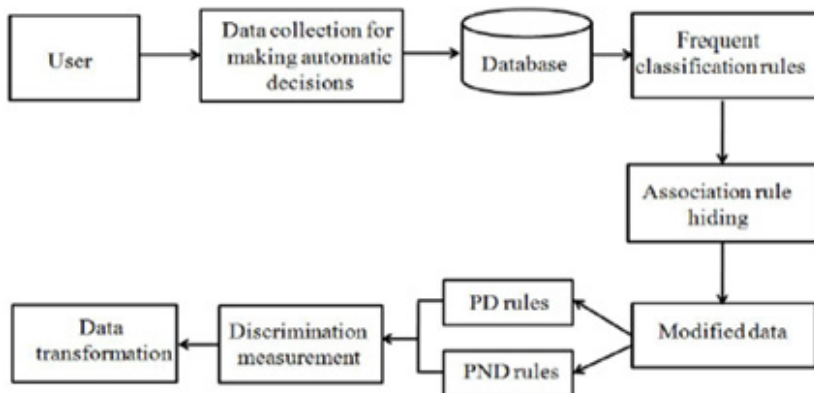 User
Data collection for
making automatic
decisions
Database
Frequent
classification rules
Association rule
hiding
Modified data
PD rules
PND rules
Discrimination
measurement
Data
transformation